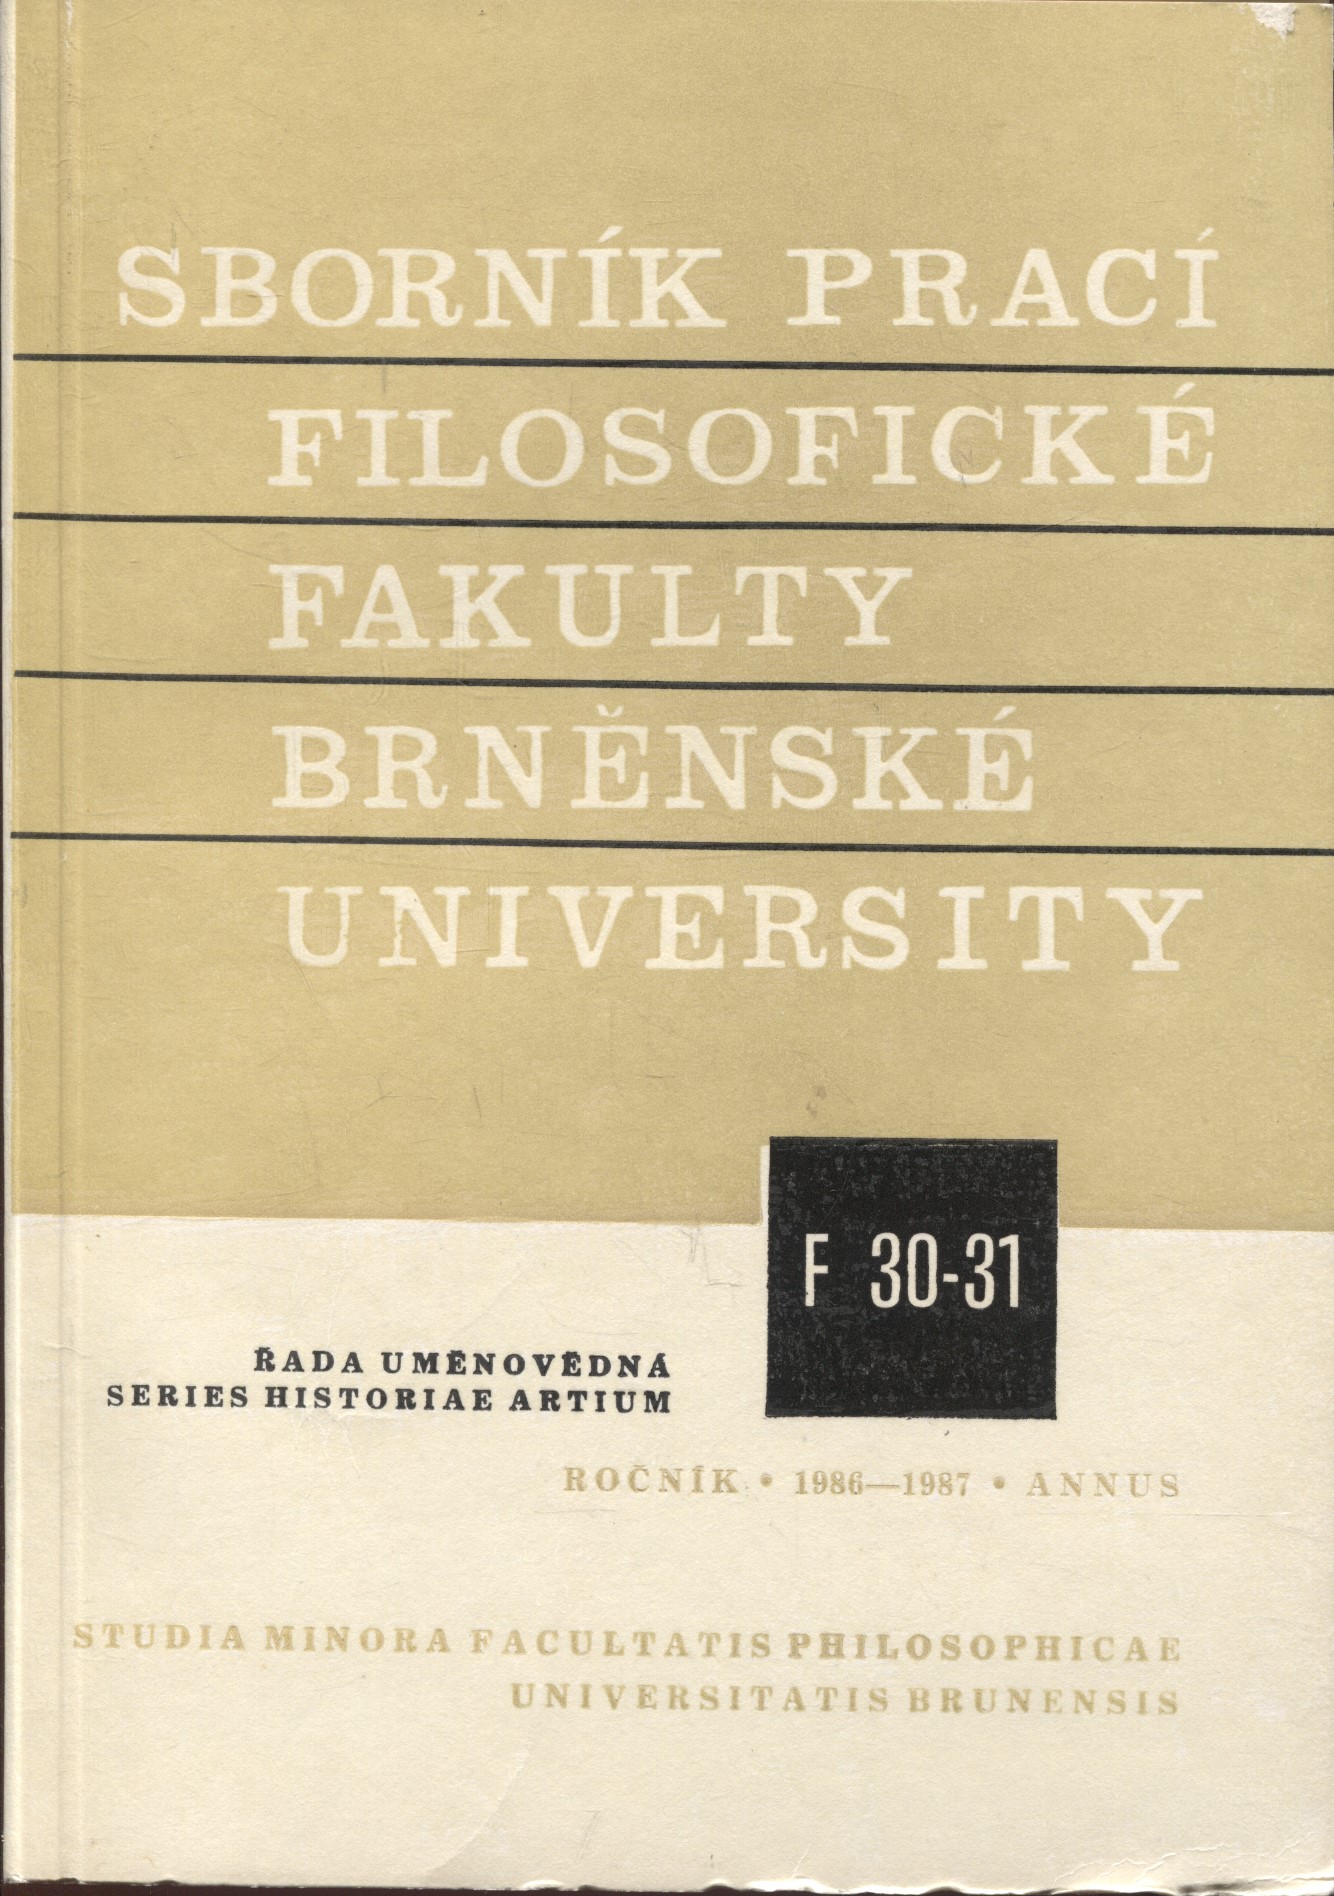 SBORNÍK PRACÍ
FILOSOFICKÉ
FAKULTY
BRNĚNSKÉ
UNIVERSITY
F 30-31
ŘADA UMĚNOVĚDNÁ
SERIES HISTORIAE ARTIUM
ROČNÍK • 1986—1987 • ANNUS
STUDIA MINORA FACULTATIS PHILOSOPHICAE
UNIVERSITATIS BRUNENSIS